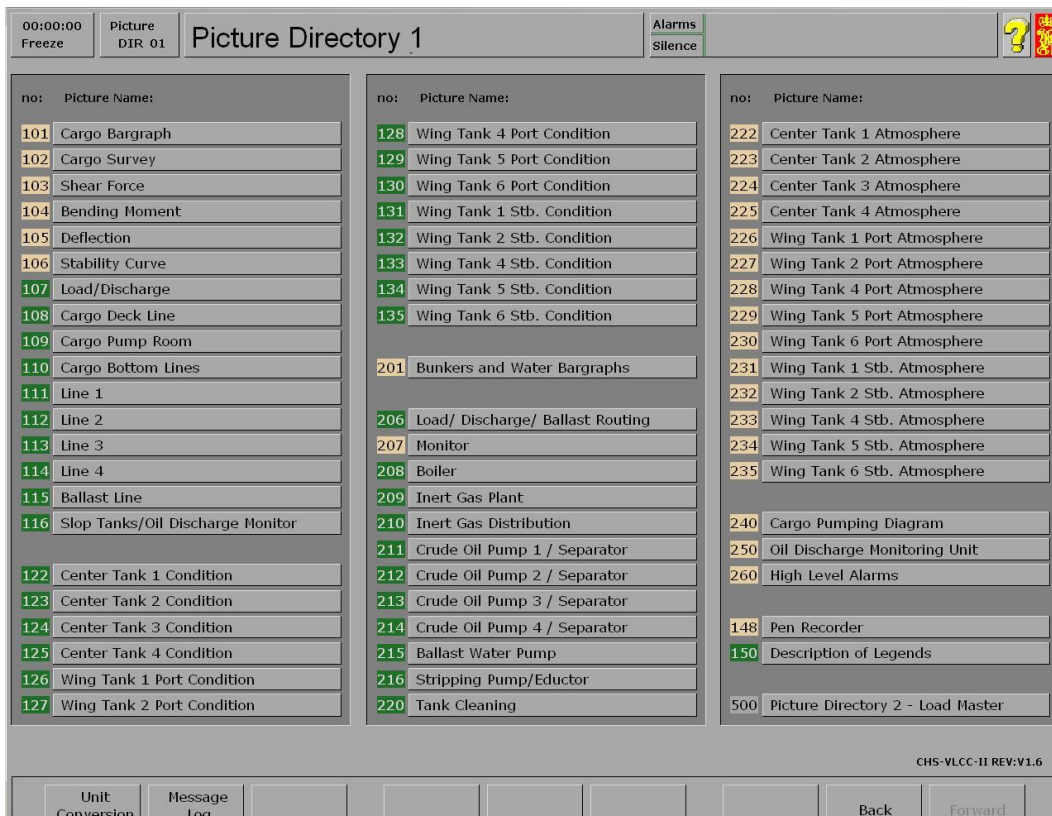 00:00:00 Freeze
Picture DIR 01
Picture Directory 1
Alarms
Silence
no: Picture Name:
101 Cargo Bargraph
102 Cargo Survey
103 Shear Force
104 Bending Moment
105 Deflection
106 Stability Curve
107 Load/Discharge
108 Cargo Deck Line
109 Cargo Pump Room
110 Cargo Bottom Lines
111 Line 1
112 Line 2
113 Line 3
114 Line 4
115 Ballast Line
116 Slop Tanks/Oil Discharge Monitor
122 Center Tank 1 Condition
123 Center Tank 2 Condition
124 Center Tank 3 Condition
125 Center Tank 4 Condition
126 Wing Tank 1 Port Condition
127 Wing Tank 2 Port Condition
no: Picture Name:
128 Wing Tank 4 Port Condition
129 Wing Tank 5 Port Condition
130 Wing Tank 6 Port Condition
131 Wing Tank 1 Stb. Condition
132 Wing Tank 2 Stb. Condition
133 Wing Tank 4 Stb. Condition
134 Wing Tank 5 Stb. Condition
135 Wing Tank 6 Stb. Condition
201 Bunkers and Water Bargraphs
206 Load/ Discharge/ Ballast Routing
207 Monitor
208 Boiler
209 Inert Gas Plant
210 Inert Gas Distribution
211 Crude Oil Pump 1 / Separator
212 Crude Oil Pump 2 / Separator
213 Crude Oil Pump 3 / Separator
214 Crude Oil Pump 4 / Separator
215 Ballast Water Pump
216 Stripping Pump/Eductor
220 Tank Cleaning
no: Picture Name:
222 Center Tank 1 Atmosphere
223 Center Tank 2 Atmosphere
224 Center Tank 3 Atmosphere
225 Center Tank 4 Atmosphere
226 Wing Tank 1 Port Atmosphere
227 Wing Tank 2 Port Atmosphere
228 Wing Tank 4 Port Atmosphere
229 Wing Tank 5 Port Atmosphere
230 Wing Tank 6 Port Atmosphere
231 Wing Tank 1 Stb. Atmosphere
232 Wing Tank 2 Stb. Atmosphere
233 Wing Tank 4 Stb. Atmosphere
234 Wing Tank 5 Stb. Atmosphere
235 Wing Tank 6 Stb. Atmosphere
240 Cargo Pumping Diagram
250 Oil Discharge Monitoring Unit
260 High Level Alarms
148 Pen Recorder
150 Description of Legends
500 Picture Directory 2 - Load Master
CHS-VLCC-II REV:V1.6
Unit Conversion
Message Log
Back
Forward